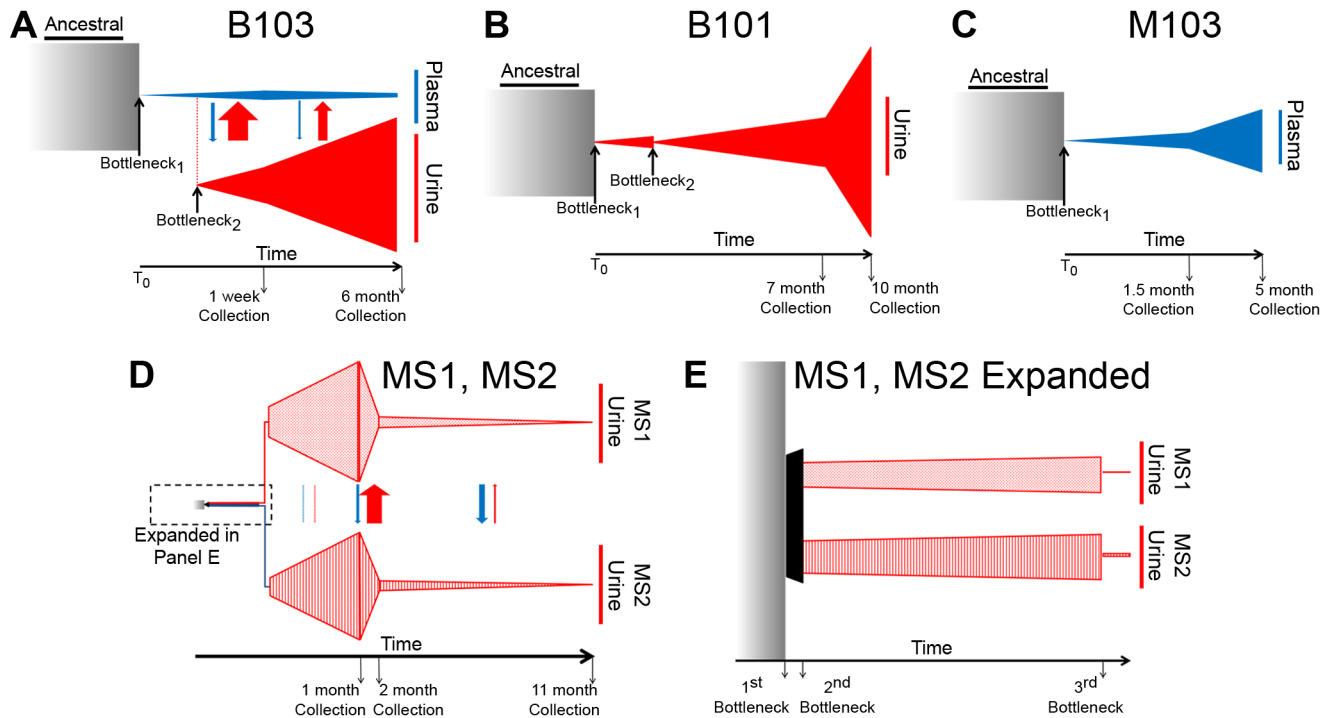 A
B103
Ancestral
Bottleneck1
Bottleneck2
Plasma
Urine
Time
T0
1 week
Collection
6 month
Collection
B
B101
Ancestral
Bottleneck1
Bottleneck2
Urine
Time
T0
7 month
Collection
10 month
Collection
C
M103
Ancestral
Bottleneck1
Plasma
Time
T0
1.5 month
Collection
5 month
Collection
D
MS1, MS2
Expanded in
Panel E
MS1
Urine
MS2
Urine
Time
1 month
Collection
2 month
Collection
11 month
Collection
E
MS1, MS2 Expanded
Ancestral
MS1
Urine
MS2
Urine
Time
1st
Bottleneck
2nd
Bottleneck
3rd
Bottleneck